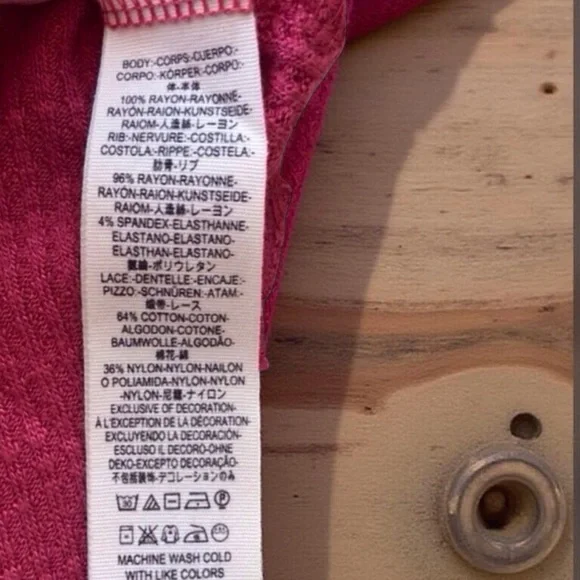 BODY:-CORPS:-CUERPO:-
CORPO:-KÖRPER:-CORPO:-
体-本体
100% RAYON-RAYONNE-
RAYÓN-RAION-KUNSTSEIDE-
RAIOM-人造絲-レーヨン
RIB:-NERVURE:-COSTILLA:-
COSTOLA:-RIPPE:-COSTELA:-
肋骨-リブ
96% RAYON-RAYONNE-
RAYÓN-RAION-KUNSTSEIDE-
RAIOM-人造絲-レーヨン
4% SPANDEX-ELASTHANNE-
ELASTANO-ELASTANO-
ELASTHAN-ELASTANO-
氨綸-ポリウレタン
LACE:-DENTELLE:-ENCAJE:-
PIZZO:-SCHNÜREN:-ATAM:-
織帶-レース
64% COTTON-COTON-
ALGODON-COTONE-
BAUMWOLLE-ALGODÃO-
棉花-綿
36% NYLON-NYLON-NAILON
O POLIAMIDA-NYLON-NYLON
-NYLON-尼龍-ナイロン
EXCLUSIVE OF DECORATION-
À L'EXCEPTION DE LA DÉCORATION-
EXCLUYENDO LA DECORACIÓN-
ESCLUSO IL DECORO-OHNE
DEKO-EXCEPTO DECORAÇÃO-
不包括裝飾-デコレーションのみ
MACHINE WASH COLD
WITH LIKE COLORS